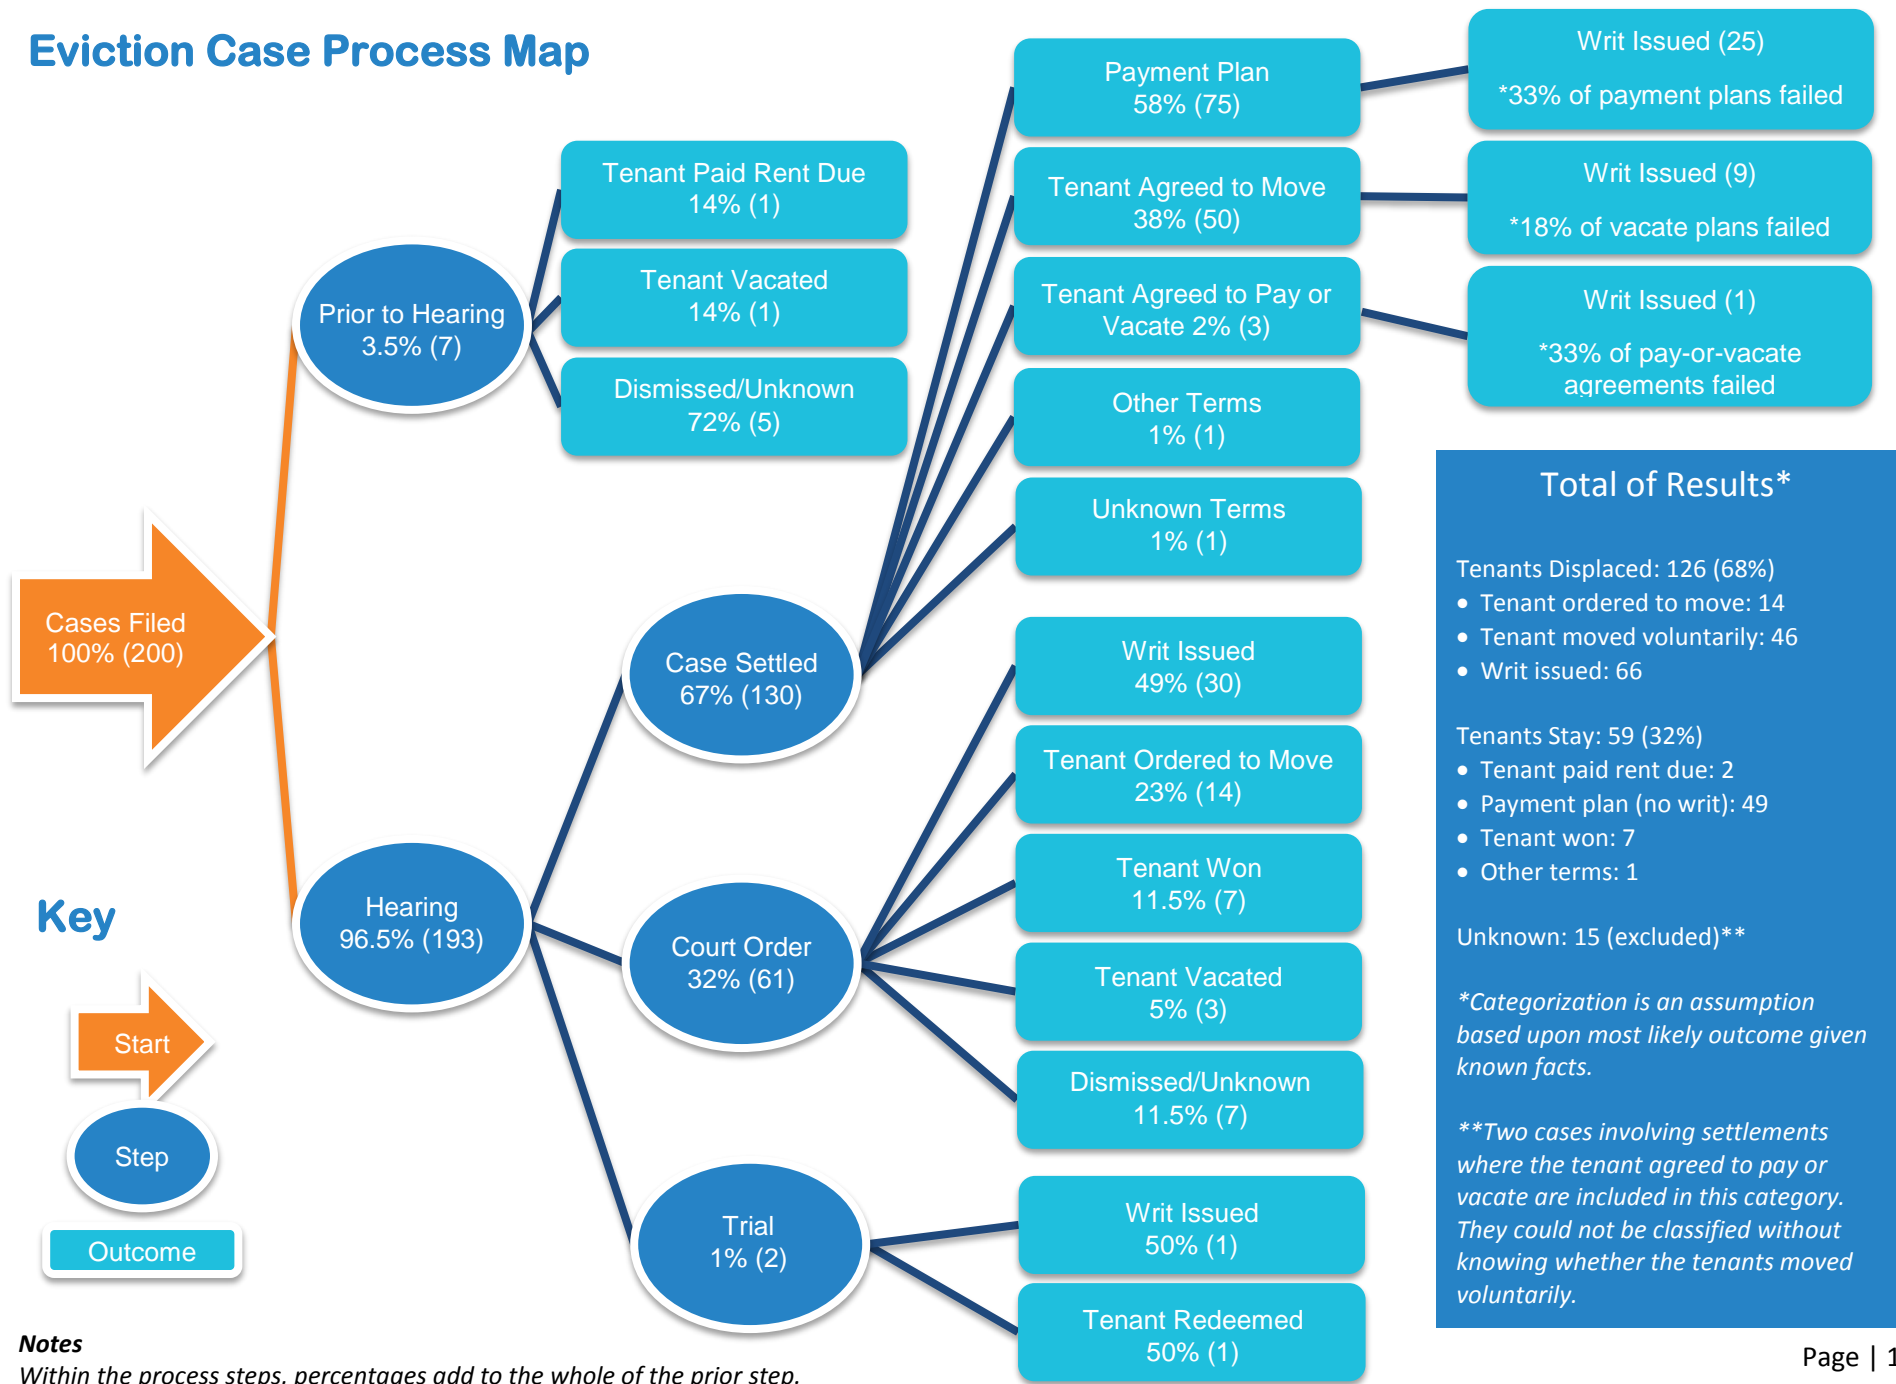 Eviction Case Process Map
Cases Filed
100% (200)
Prior to Hearing
3.5% (7)
Tenant Paid Rent Due
14% (1)
Tenant Vacated
14% (1)
Dismissed/Unknown
72% (5)
Hearing
96.5% (193)
Case Settled
67% (130)
Payment Plan
58% (75)
Writ Issued (25)
*33% of payment plans failed
Tenant Agreed to Move
38% (50)
Writ Issued (9)
*18% of vacate plans failed
Tenant Agreed to Pay or
Vacate 2% (3)
Writ Issued (1)
*33% of pay-or-vacate
agreements failed
Other Terms
1% (1)
Unknown Terms
1% (1)
Court Order
32% (61)
Writ Issued
49% (30)
Tenant Ordered to Move
23% (14)
Tenant Won
11.5% (7)
Tenant Vacated
5% (3)
Dismissed/Unknown
11.5% (7)
Trial
1% (2)
Writ Issued
50% (1)
Tenant Redeemed
50% (1)
Total of Results*
Tenants Displaced: 126 (68%)
• Tenant ordered to move: 14
• Tenant moved voluntarily: 46
• Writ issued: 66
Tenants Stay: 59 (32%)
• Tenant paid rent due: 2
• Payment plan (no writ): 49
• Tenant won: 7
• Other terms: 1
Unknown: 15 (excluded)**
*Categorization is an assumption
based upon most likely outcome given
known facts.
**Two cases involving settlements
where the tenant agreed to pay or
vacate are included in this category.
They could not be classified without
knowing whether the tenants moved
voluntarily.
Key
Start
Step
Outcome
Notes
Within the process steps, percentages add to the whole of the prior step.
Page | 1